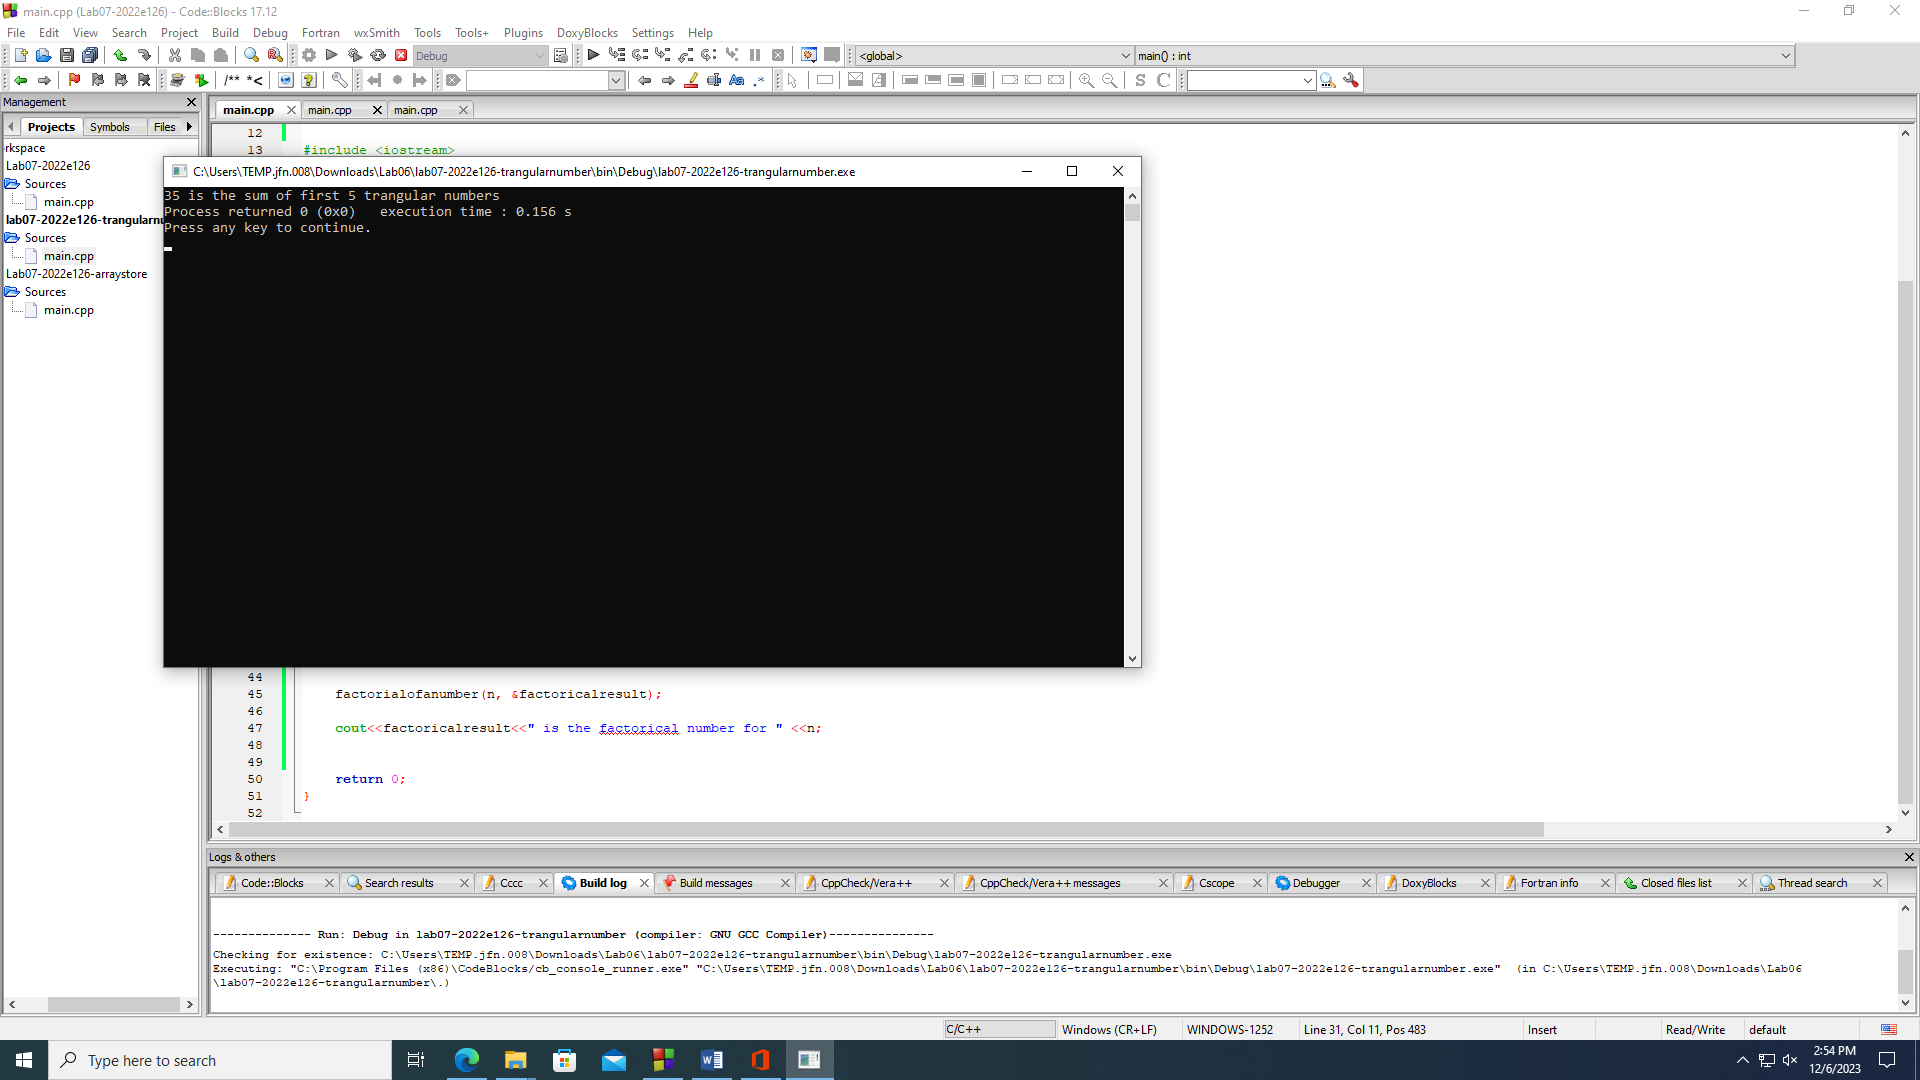 main.cpp (Lab07-2022e126) - Code::Blocks 17.12
File Edit View Search Project Build Debug Fortran wxSmith Tools Tools+ Plugins DoxyBlocks Settings Help
Debug <global> main() : int
/** *< Aa .* S C
Management
Projects Symbols Files
main.cpp main.cpp main.cpp
rkspace
Lab07-2022e126
Sources
main.cpp
lab07-2022e126-trangularnu
Sources
main.cpp
Lab07-2022e126-arraystore
Sources
main.cpp
12
13 #include <iostream>
C:\Users\TEMP.jfn.008\Downloads\Lab06\lab07-2022e126-trangularnumber\bin\Debug\lab07-2022e126-trangularnumber.exe
35 is the sum of first 5 trangular numbers
Process returned 0 (0x0)   execution time : 0.156 s
Press any key to continue.
44
45 factorialofanumber(n, &factoricalresult);
46
47 cout<<factoricalresult<<" is the factorical number for " <<n;
48
49
50 return 0;
51 }
52
Logs & others
Code::Blocks Search results Cccc Build log Build messages CppCheck/Vera++ CppCheck/Vera++ messages Cscope Debugger DoxyBlocks Fortran info Closed files list Thread search
-------------- Run: Debug in lab07-2022e126-trangularnumber (compiler: GNU GCC Compiler)---------------
Checking for existence: C:\Users\TEMP.jfn.008\Downloads\Lab06\lab07-2022e126-trangularnumber\bin\Debug\lab07-2022e126-trangularnumber.exe
Executing: "C:\Program Files (x86)\CodeBlocks/cb_console_runner.exe" "C:\Users\TEMP.jfn.008\Downloads\Lab06\lab07-2022e126-trangularnumber\bin\Debug\lab07-2022e126-trangularnumber.exe"  (in C:\Users\TEMP.jfn.008\Downloads\Lab06
\lab07-2022e126-trangularnumber\.)
C/C++ Windows (CR+LF) WINDOWS-1252 Line 31, Col 11, Pos 483 Insert Read/Write default
Type here to search
2:54 PM
12/6/2023